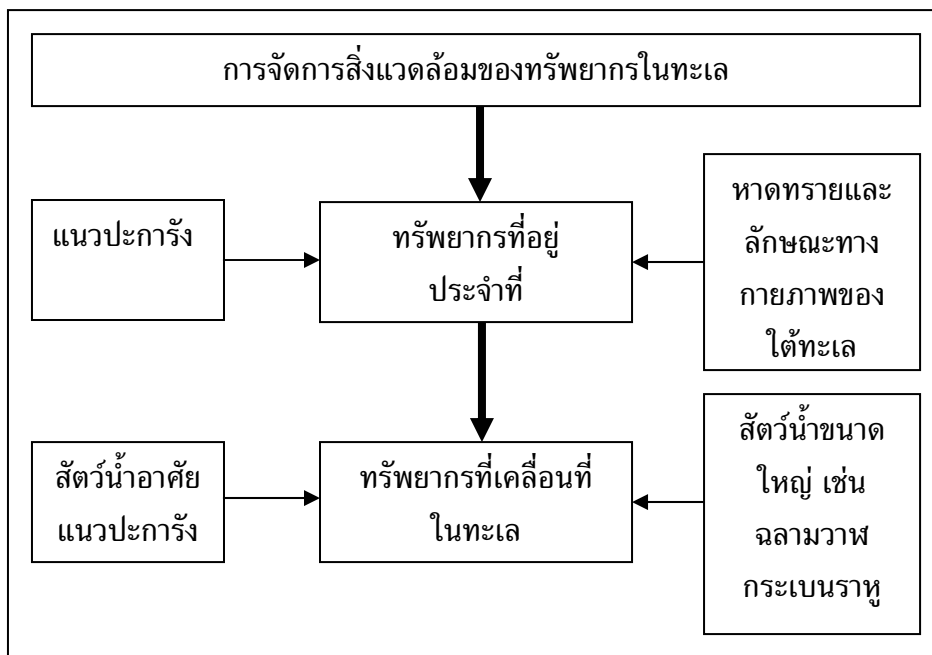 การจัดการสิ่งแวดล้อมของทรัพยากรในทะเล
แนวปะการัง
ทรัพยากรที่อยู่
ประจำที่
หาดทรายและ
ลักษณะทาง
กายภาพของ
ใต้ทะเล
สัตว์น้ำอาศัย
แนวปะการัง
ทรัพยากรที่เคลื่อนที่
ในทะเล
สัตว์น้ำขนาด
ใหญ่ เช่น
ฉลามวาฬ
กระเบนราหู